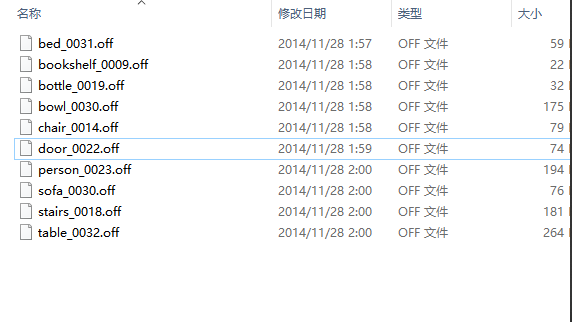 名称 修改日期 类型 大小
bed_0031.off 2014/11/28 1:57 OFF 文件 59
bookshelf_0009.off 2014/11/28 1:58 OFF 文件 22
bottle_0019.off 2014/11/28 1:58 OFF 文件 32
bowl_0030.off 2014/11/28 1:58 OFF 文件 175
chair_0014.off 2014/11/28 1:58 OFF 文件 79
door_0022.off 2014/11/28 1:59 OFF 文件 74
person_0023.off 2014/11/28 2:00 OFF 文件 194
sofa_0030.off 2014/11/28 2:00 OFF 文件 76
stairs_0018.off 2014/11/28 2:00 OFF 文件 181
table_0032.off 2014/11/28 2:00 OFF 文件 264